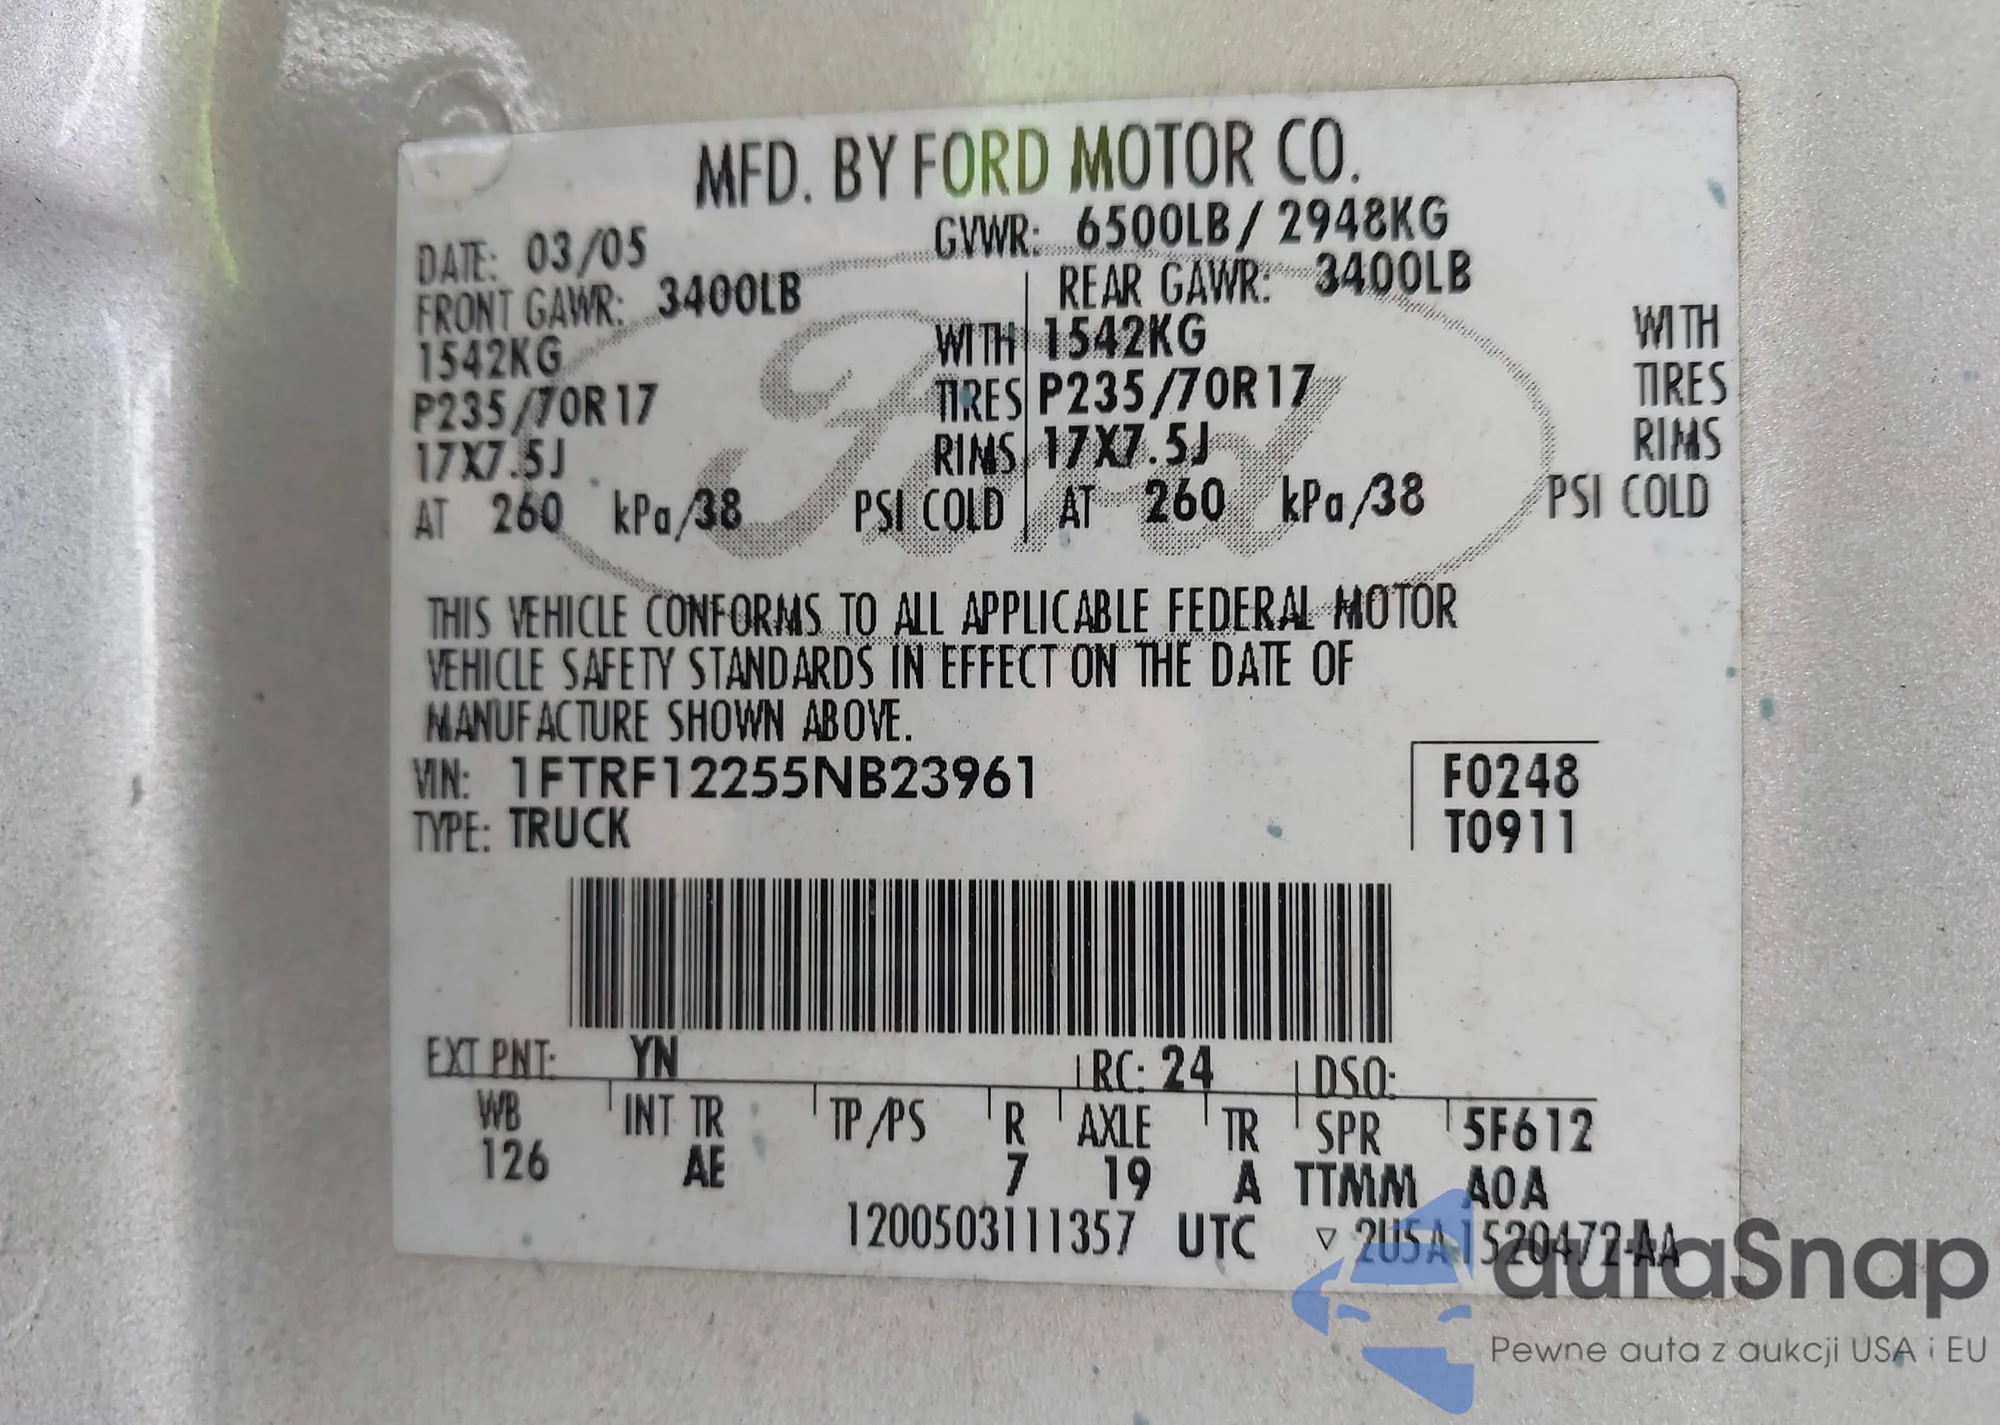 MFD. BY FORD MOTOR CO.
DATE: 03/05 GVWR: 6500LB / 2948KG
FRONT GAWR: 3400LB REAR GAWR: 3400LB
1542KG WITH 1542KG WITH
P235/70R17 TIRES P235/70R17 TIRES
17X7.5J RIMS 17X7.5J RIMS
AT 260 kPa/38 PSI COLD AT 260 kPa/38 PSI COLD
Ford
THIS VEHICLE CONFORMS TO ALL APPLICABLE FEDERAL MOTOR
VEHICLE SAFETY STANDARDS IN EFFECT ON THE DATE OF
MANUFACTURE SHOWN ABOVE.
VIN: 1FTRF12255NB23961 F0248
TYPE: TRUCK T0911
EXT PNT: YN RC: 24 DSO:
WB INT TR TP/PS R AXLE TR SPR 5F612
126 AE 7 19 A TTMM A0A
1200503111357 UTC ▽ 2U5A1520472-AA
autaSnap
Pewne auta z aukcji USA i EU